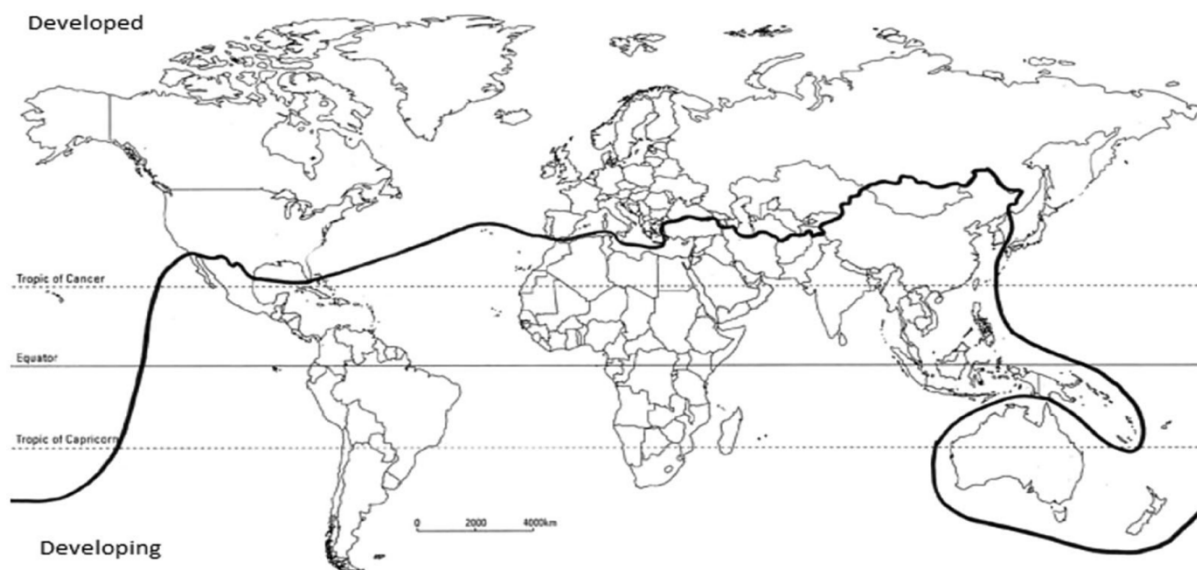 Developed
Tropic of Cancer
Equator
Tropic of Capricorn
0 2000 4000km
Developing